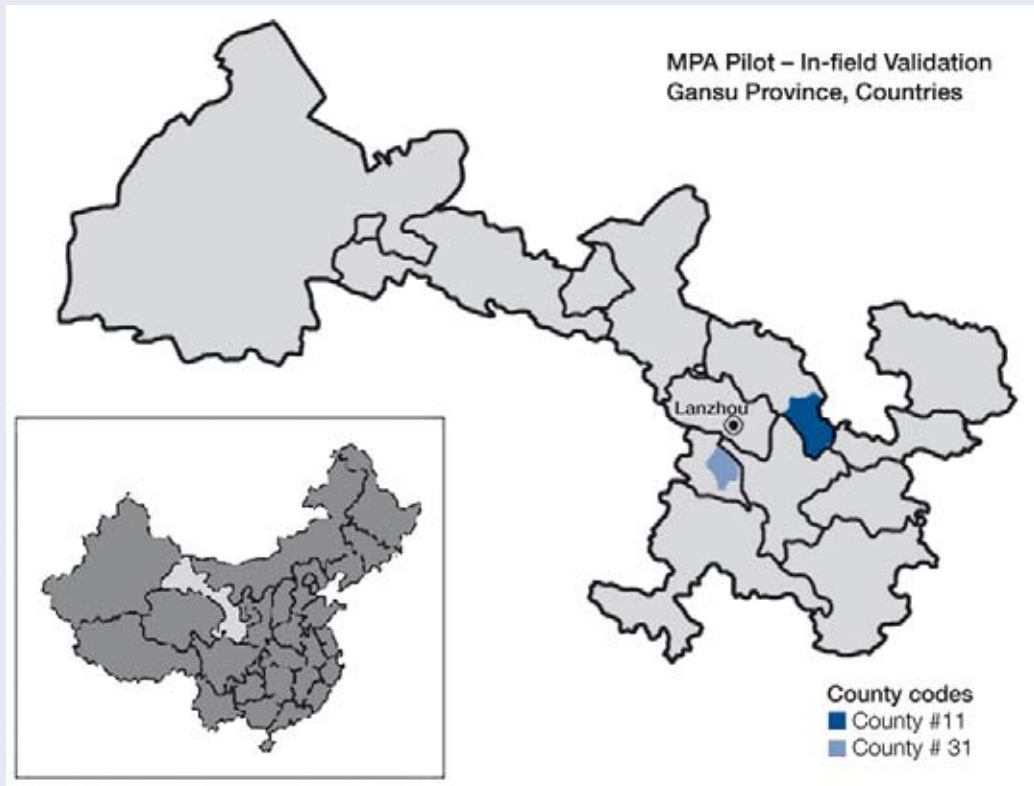 MPA Pilot – In-field Validation
Gansu Province, Countries
Lanzhou
County codes
County #11
County # 31